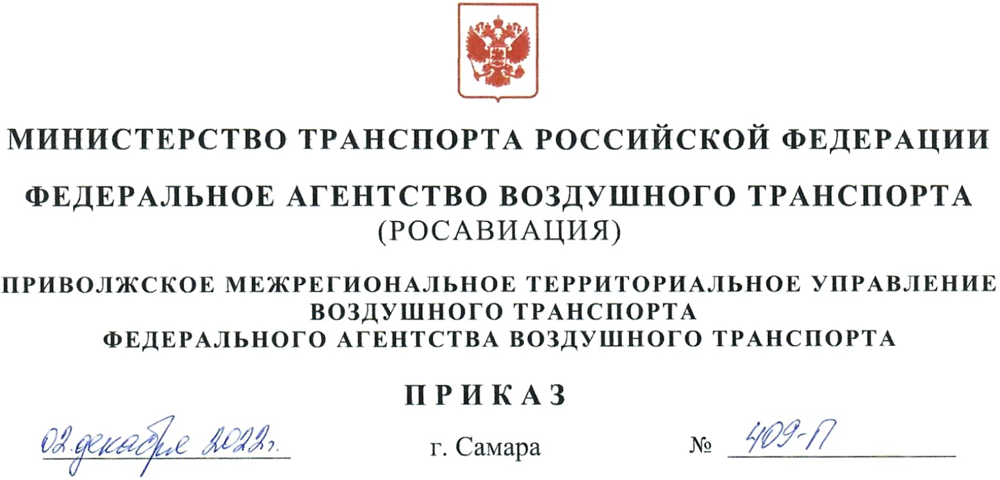 МИНИСТЕРСТВО ТРАНСПОРТА РОССИЙСКОЙ ФЕДЕРАЦИИ
ФЕДЕРАЛЬНОЕ АГЕНТСТВО ВОЗДУШНОГО ТРАНСПОРТА
(РОСАВИАЦИЯ)
ПРИВОЛЖСКОЕ МЕЖРЕГИОНАЛЬНОЕ ТЕРРИТОРИАЛЬНОЕ УПРАВЛЕНИЕ
ВОЗДУШНОГО ТРАНСПОРТА
ФЕДЕРАЛЬНОГО АГЕНТСТВА ВОЗДУШНОГО ТРАНСПОРТА
ПРИКАЗ
02.декабря 2022г. г. Самара № 409-П